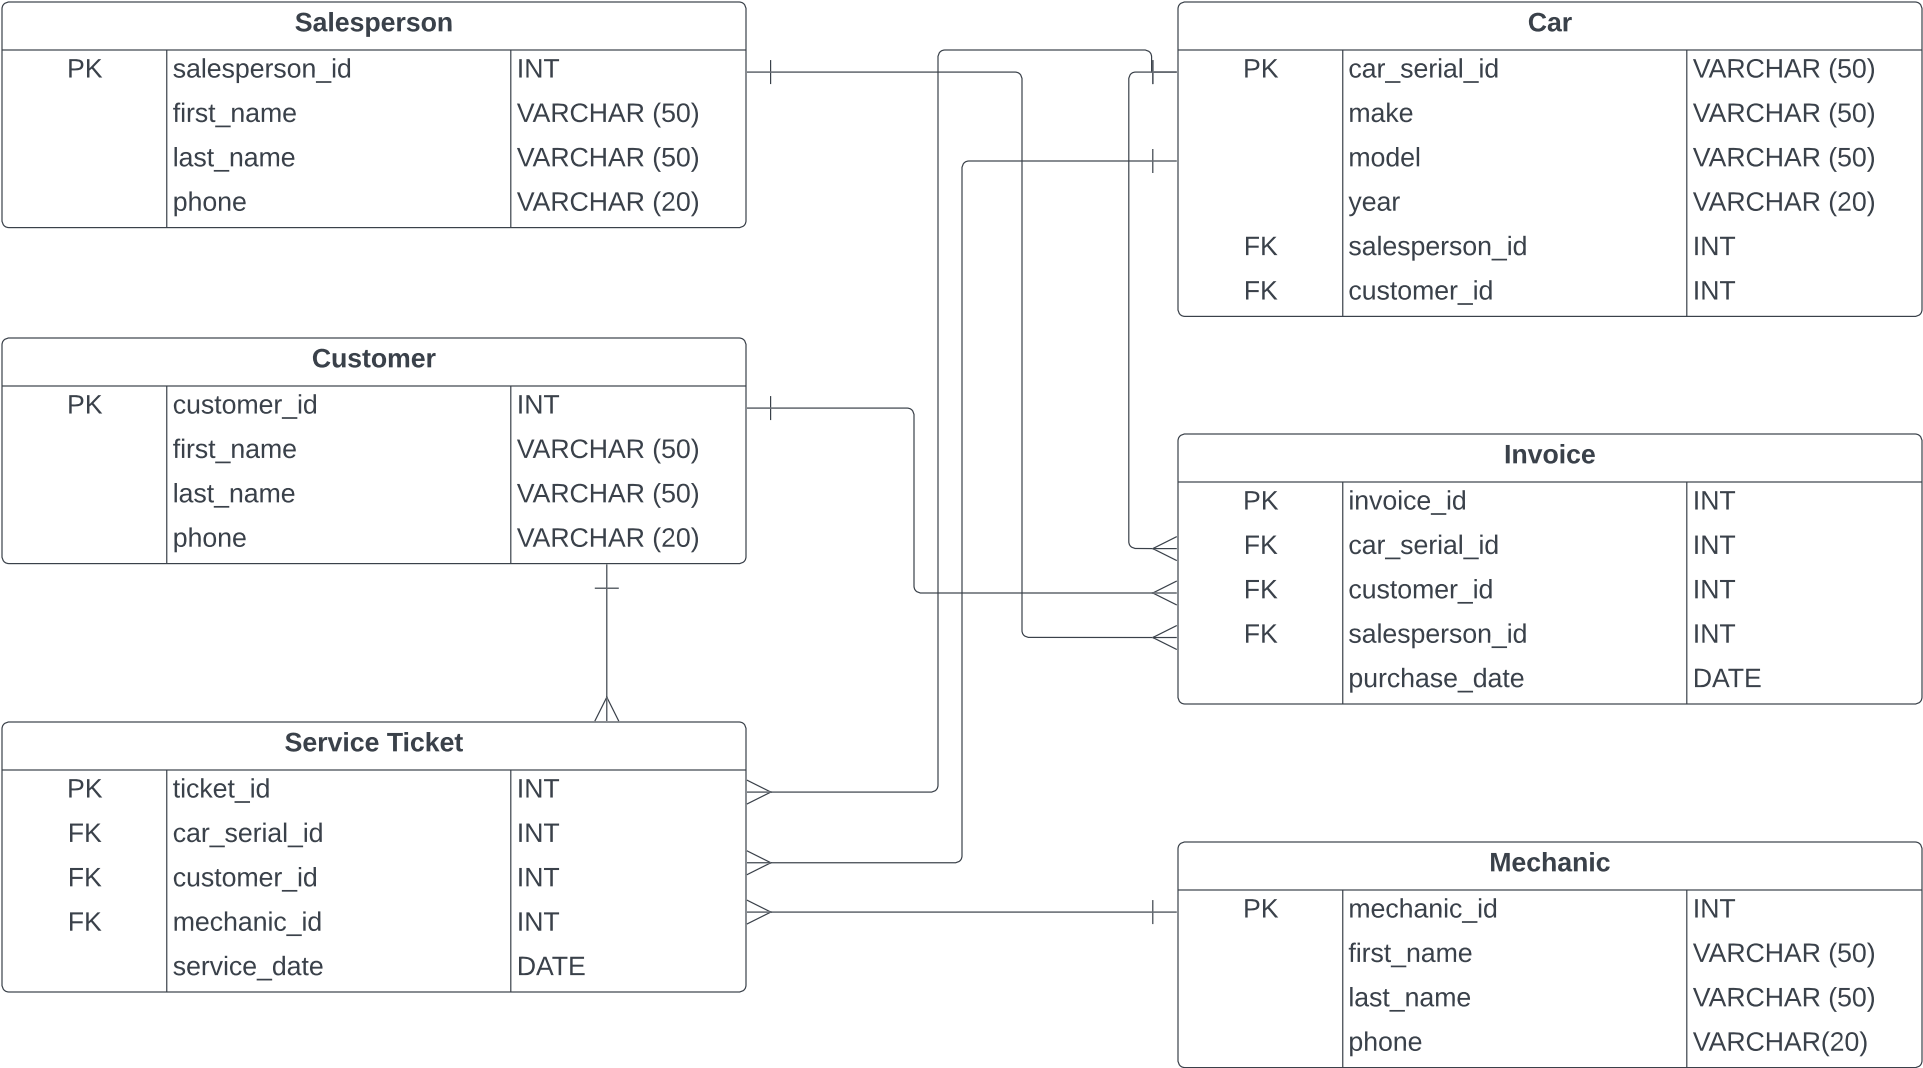 Salesperson
PK salesperson_id INT
first_name VARCHAR (50)
last_name VARCHAR (50)
phone VARCHAR (20)
Car
PK car_serial_id VARCHAR (50)
make VARCHAR (50)
model VARCHAR (50)
year VARCHAR (20)
FK salesperson_id INT
FK customer_id INT
Customer
PK customer_id INT
first_name VARCHAR (50)
last_name VARCHAR (50)
phone VARCHAR (20)
Invoice
PK invoice_id INT
FK car_serial_id INT
FK customer_id INT
FK salesperson_id INT
purchase_date DATE
Service Ticket
PK ticket_id INT
FK car_serial_id INT
FK customer_id INT
FK mechanic_id INT
service_date DATE
Mechanic
PK mechanic_id INT
first_name VARCHAR (50)
last_name VARCHAR (50)
phone VARCHAR(20)